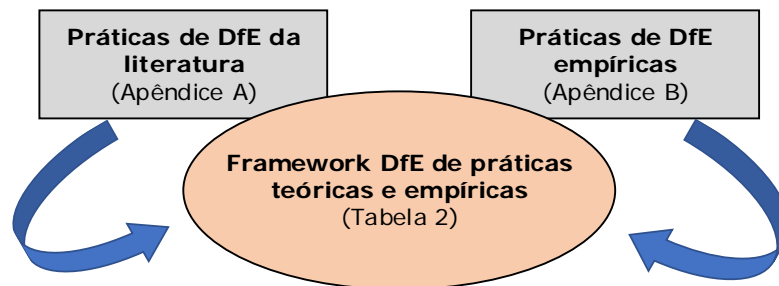 Práticas de DfE da
literatura
(Apêndice A)
Práticas de DfE
empíricas
(Apêndice B)
Framework DfE de práticas
teóricas e empíricas
(Tabela 2)